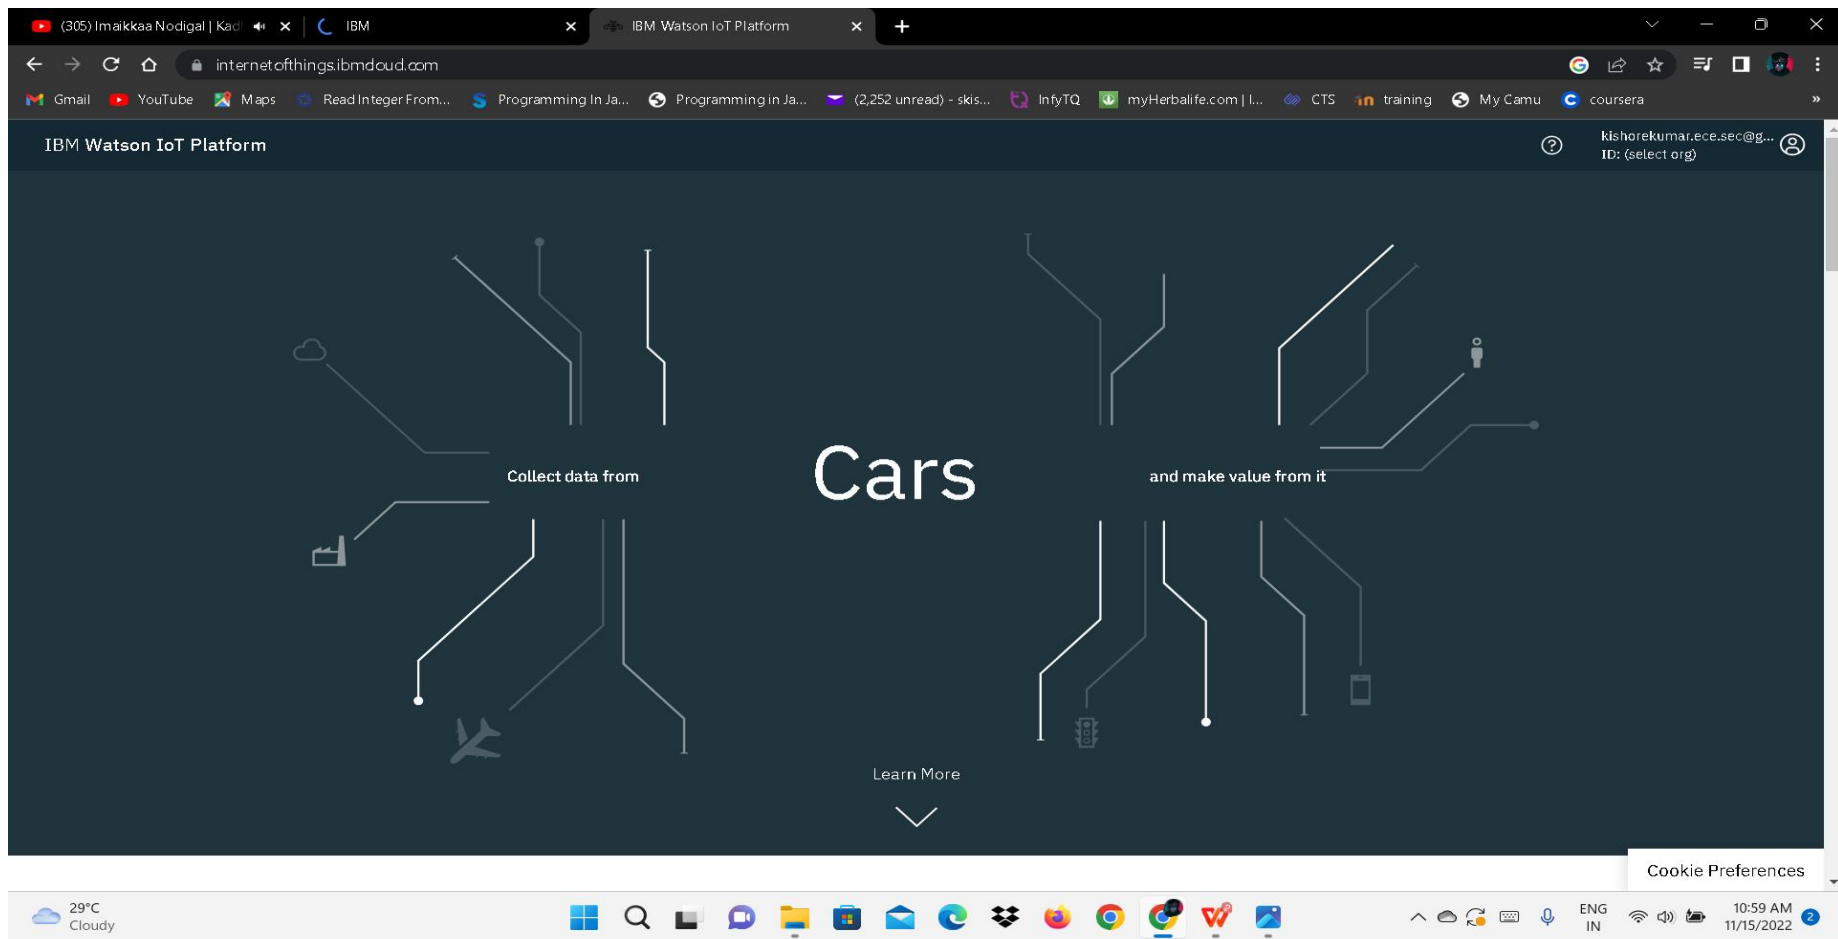 (305) Imaikkaa Nodigal | Kad
IBM
IBM Watson IoT Platform
internetofthings.ibmcloud.com
Gmail
YouTube
Maps
Read Integer From...
Programming In Ja...
Programming in Ja...
(2,252 unread) - skis...
InfyTQ
myHerbalife.com | I...
CTS
training
My Camu
coursera
»
IBM Watson IoT Platform
kishorekumar.ece.sec@g...
ID: (select org)
Collect data from
Cars
and make value from it
Learn More
Cookie Preferences
29°C
Cloudy
ENG
IN
10:59 AM
11/15/2022
2